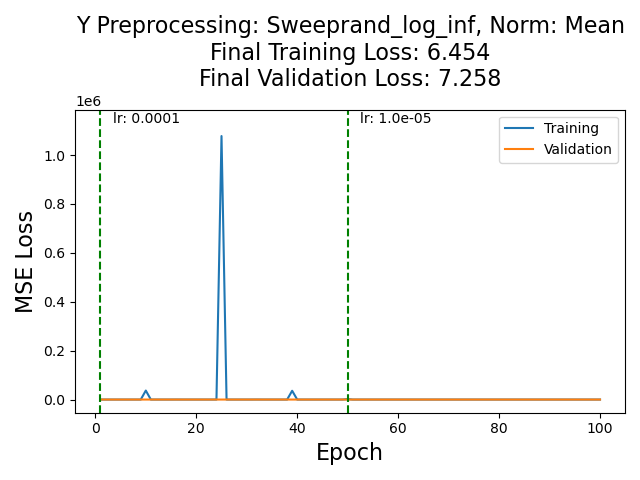 Y Preprocessing: Sweeprand_log_inf, Norm: Mean
Final Training Loss: 6.454
Final Validation Loss: 7.258
1e6
lr: 0.0001
lr: 1.0e-05
Training
Validation
1.0
0.8
0.6
0.4
0.2
0.0
MSE Loss
0 20 40 60 80 100
Epoch